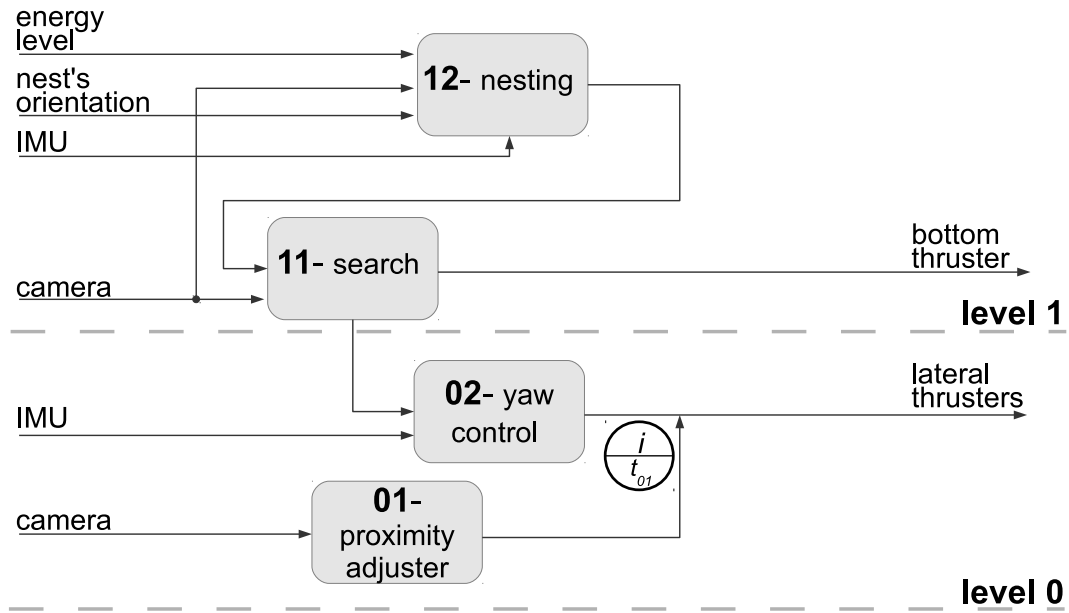 energy
level
12- nesting
nest's
orientation
IMU
bottom
thruster
11- search
camera
level 1
lateral
thrusters
02- yaw
control
IMU
i
t01
01-
proximity
adjuster
camera
level 0